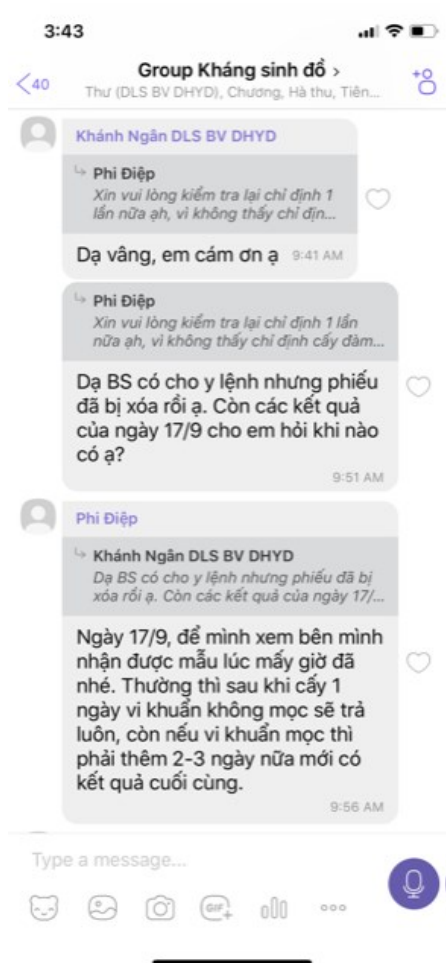 3:43
<40
Group Kháng sinh đồ >
Thư (DLS BV DHYD), Chương, Hà thu, Tiên...
Khánh Ngân DLS BV DHYD
Phi Điệp
Xin vui lòng kiểm tra lại chỉ định 1
lần nữa ạh, vì không thấy chỉ địn...
Dạ vâng, em cám ơn ạ 9:41 AM
Phi Điệp
Xin vui lòng kiểm tra lại chỉ định 1 lần
nữa ạh, vì không thấy chỉ định cấy đàm...
Dạ BS có cho y lệnh nhưng phiếu
đã bị xóa rồi ạ. Còn các kết quả
của ngày 17/9 cho em hỏi khi nào
có ạ?
9:51 AM
Phi Điệp
Khánh Ngân DLS BV DHYD
Dạ BS có cho y lệnh nhưng phiếu đã bị
xóa rồi ạ. Còn các kết quả của ngày 17/...
Ngày 17/9, để mình xem bên mình
nhận được mẫu lúc mấy giờ đã
nhé. Thường thì sau khi cấy 1
ngày vi khuẩn không mọc sẽ trả
luôn, còn nếu vi khuẩn mọc thì
phải thêm 2-3 ngày nữa mới có
kết quả cuối cùng.
9:56 AM
Type a message...
GIF